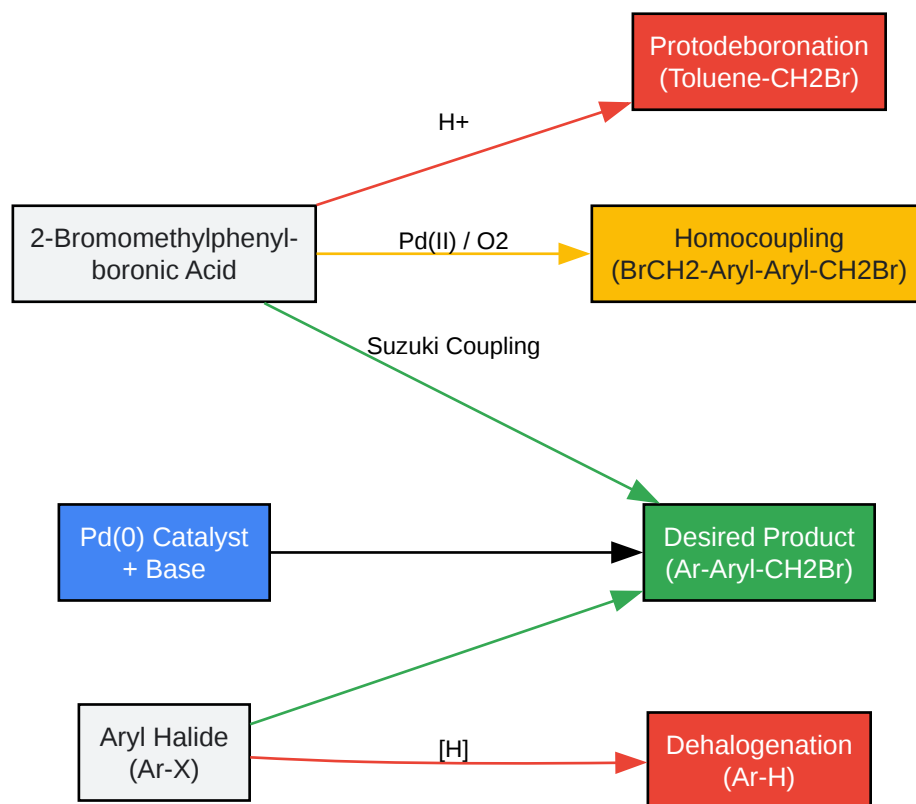 Protodeboronation
(Toluene-CH2Br)
H+
2-Bromomethylphenyl-
boronic Acid
Pd(II) / O2
Homocoupling
(BrCH2-Aryl-Aryl-CH2Br)
Suzuki Coupling
Pd(0) Catalyst
+ Base
Desired Product
(Ar-Aryl-CH2Br)
Aryl Halide
(Ar-X)
[H]
Dehalogenation
(Ar-H)